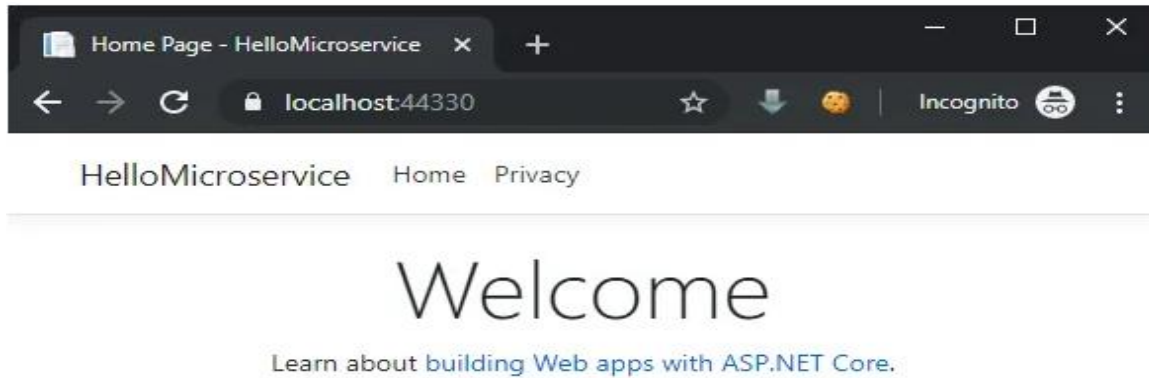 Home Page - HelloMicroservice
localhost:44330
Incognito
HelloMicroservice Home Privacy
Welcome
Learn about building Web apps with ASP.NET Core.